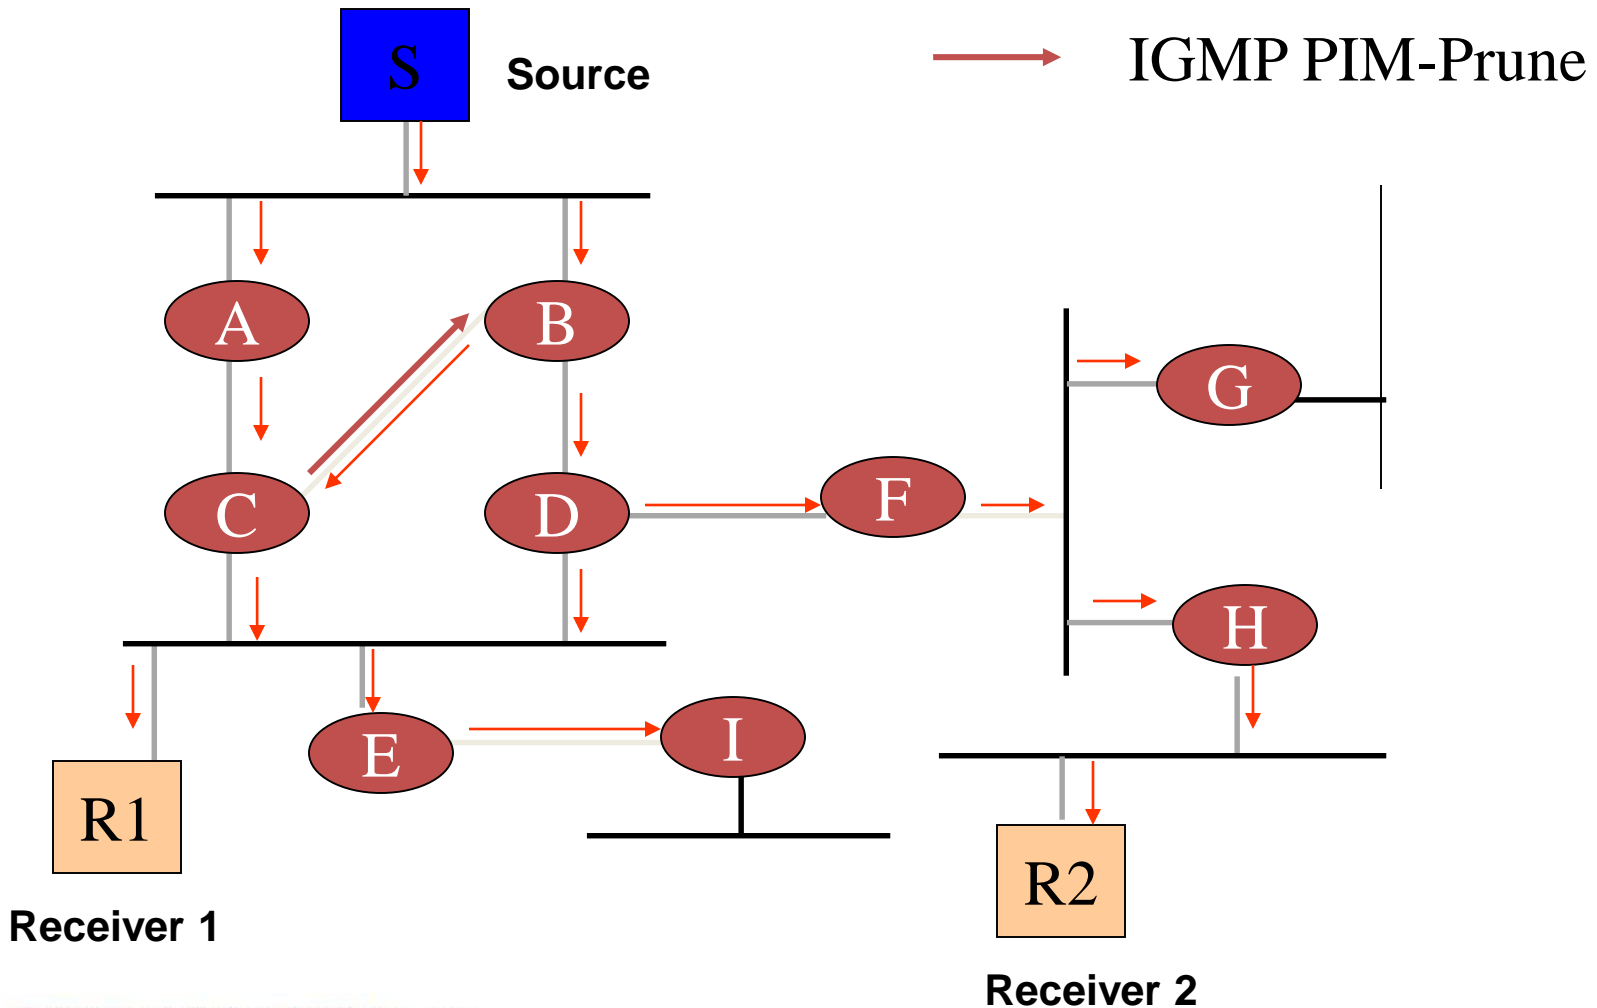 S
Source
IGMP PIM-Prune
A
B
G
C
D
F
H
E
I
R1
R2
Receiver 1
Receiver 2